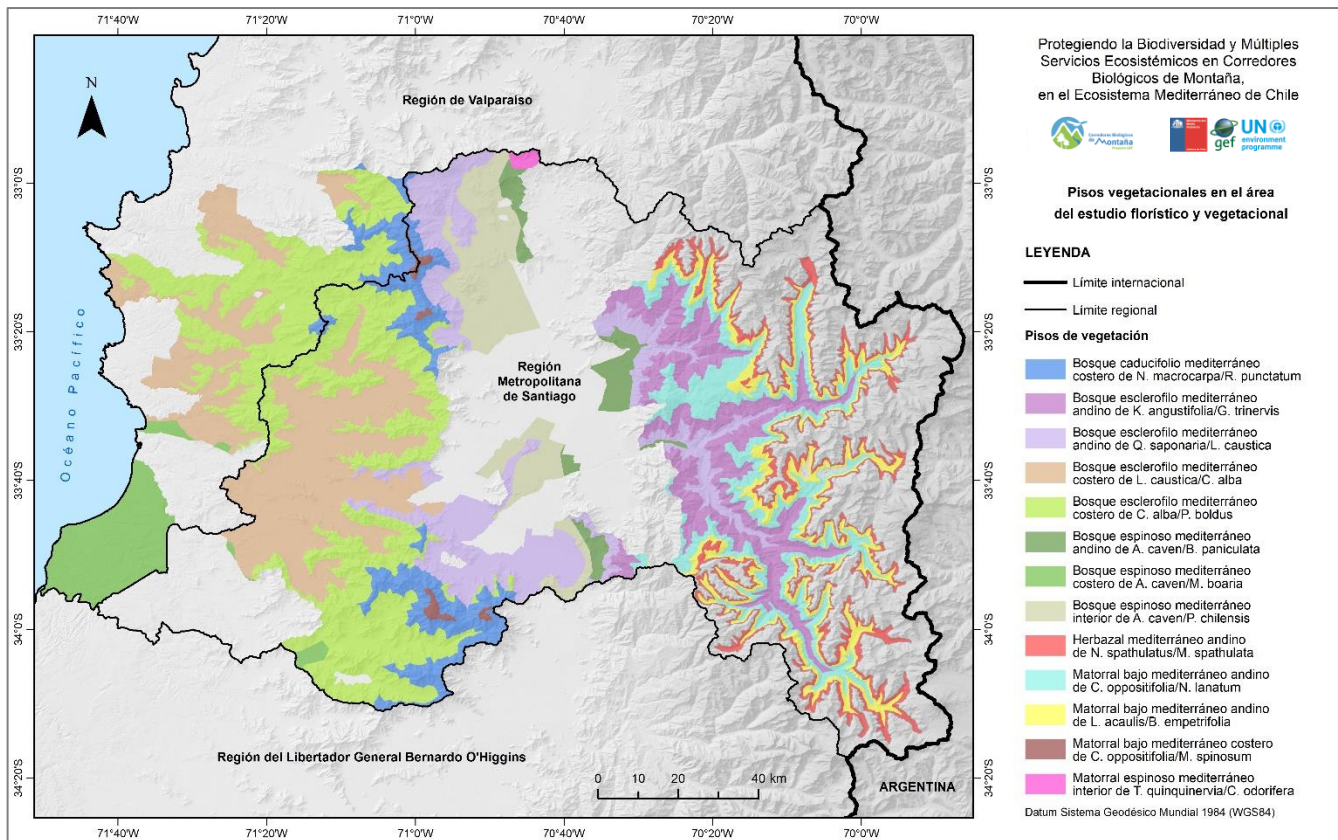 71°40'W
71°20'W
71°0'W
70°40'W
70°20'W
70°0'W
N
Región de Valparaiso
33°0'S
33°0'S
33°20'S
33°20'S
Océano Pacífico
Región
Metropolitana
de Santiago
33°40'S
33°40'S
34°0'S
34°0'S
Región del Libertador General Bernardo O'Higgins
0 10 20 40 km
ARGENTINA
34°20'S
34°20'S
71°40'W
71°20'W
71°0'W
70°40'W
70°20'W
70°0'W
Protegiendo la Biodiversidad y Múltiples
Servicios Ecosistémicos en Corredores
Biológicos de Montaña,
en el Ecosistema Mediterráneo de Chile
Corredores Biológicos
de Montaña
gef
UN
environment
programme
Pisos vegetacionales en el área
del estudio florístico y vegetacional
LEYENDA
Límite internacional
Límite regional
Pisos de vegetación
Bosque caducifolio mediterráneo
costero de N. macrocarpa/R. punctatum
Bosque esclerofilo mediterráneo
andino de K. angustifolia/G. trinervis
Bosque esclerofilo mediterráneo
andino de Q. saponaria/L. caustica
Bosque esclerofilo mediterráneo
costero de L. caustica/C. alba
Bosque esclerofilo mediterráneo
costero de C. alba/P. boldus
Bosque espinoso mediterráneo
andino de A. caven/B. paniculata
Bosque espinoso mediterráneo
costero de A. caven/M. boaria
Bosque espinoso mediterráneo
interior de A. caven/P. chilensis
Herbazal mediterráneo andino
de N. spathulatus/M. spathulata
Matorral bajo mediterráneo andino
de C. oppositifolia/N. lanatum
Matorral bajo mediterráneo andino
de L. acaulis/B. empetrifolia
Matorral bajo mediterráneo costero
de C. oppositifolia/M. spinosum
Matorral espinoso mediterráneo
interior de T. quinquinervia/C. odorifera
Datum Sistema Geodésico Mundial 1984 (WGS84)